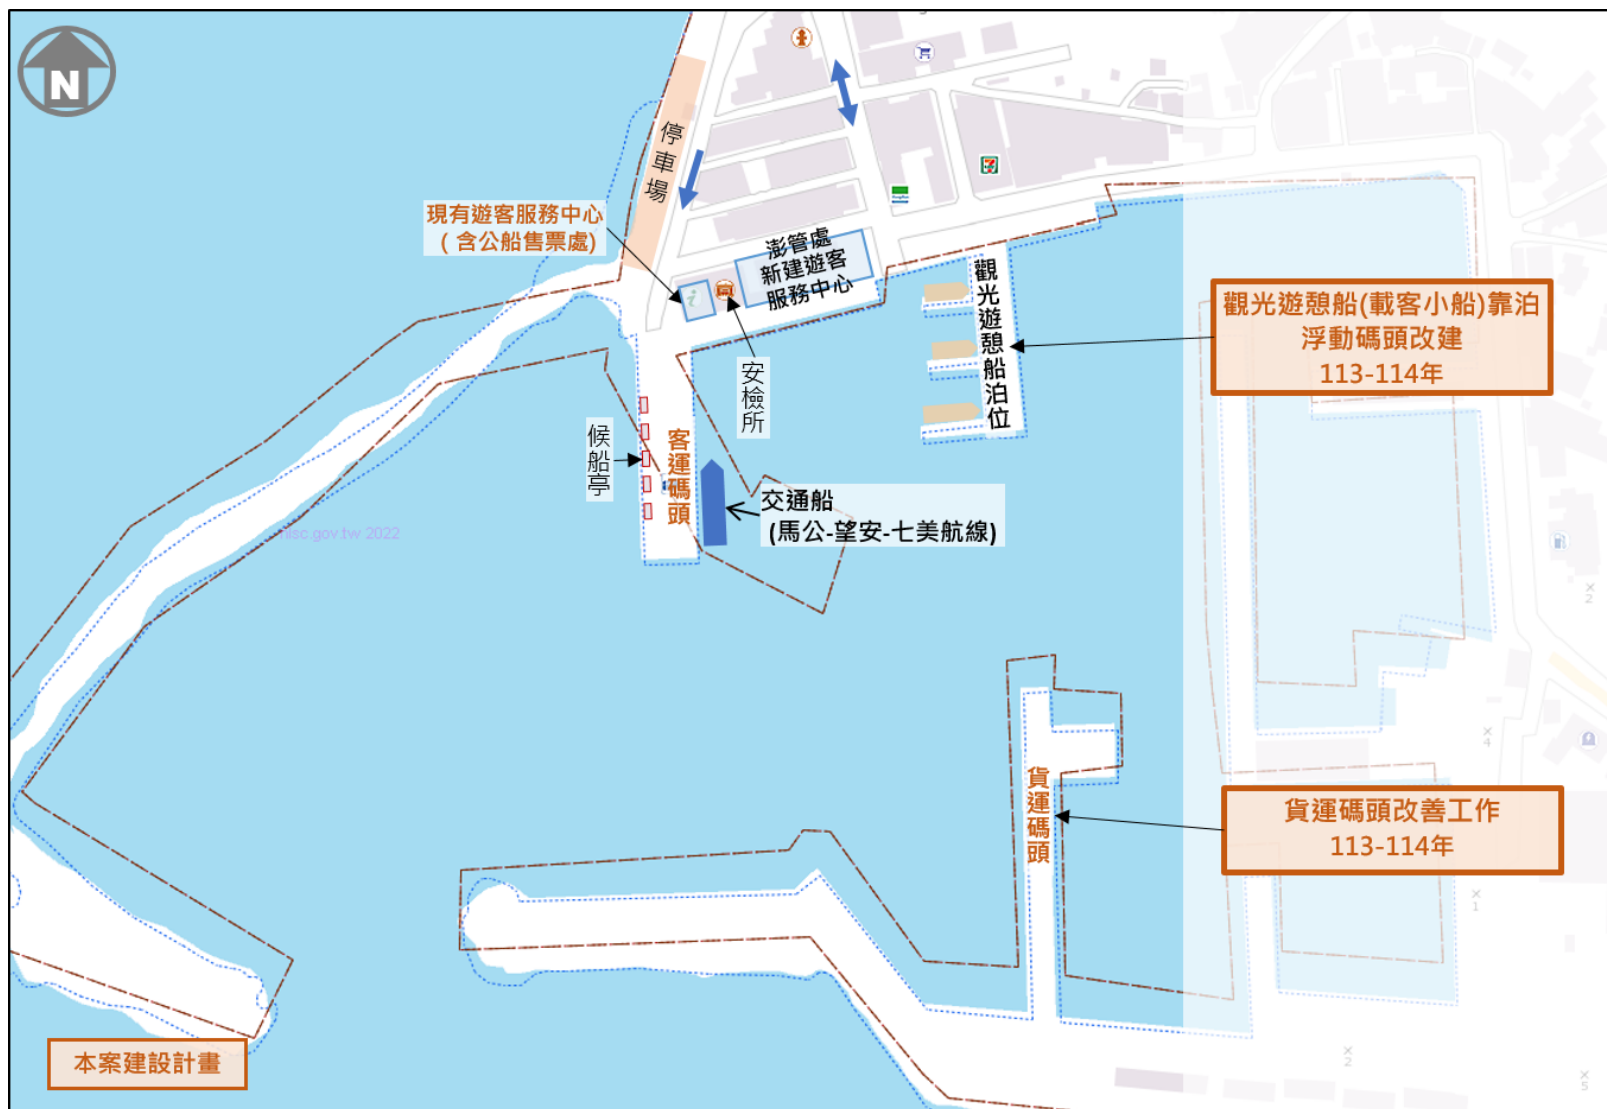 N
停車場
現有遊客服務中心
(含公船售票處)
澎管處
新建遊客
服務中心
安檢所
候船亭
客運碼頭
交通船
(馬公-望安-七美航線)
觀光遊憩船泊位
觀光遊憩船(載客小船)靠泊
浮動碼頭改建
113-114年
貨運碼頭
貨運碼頭改善工作
113-114年
nlsc.gov.tw 2022
本案建設計畫
x2
x4
x1
x2
x5